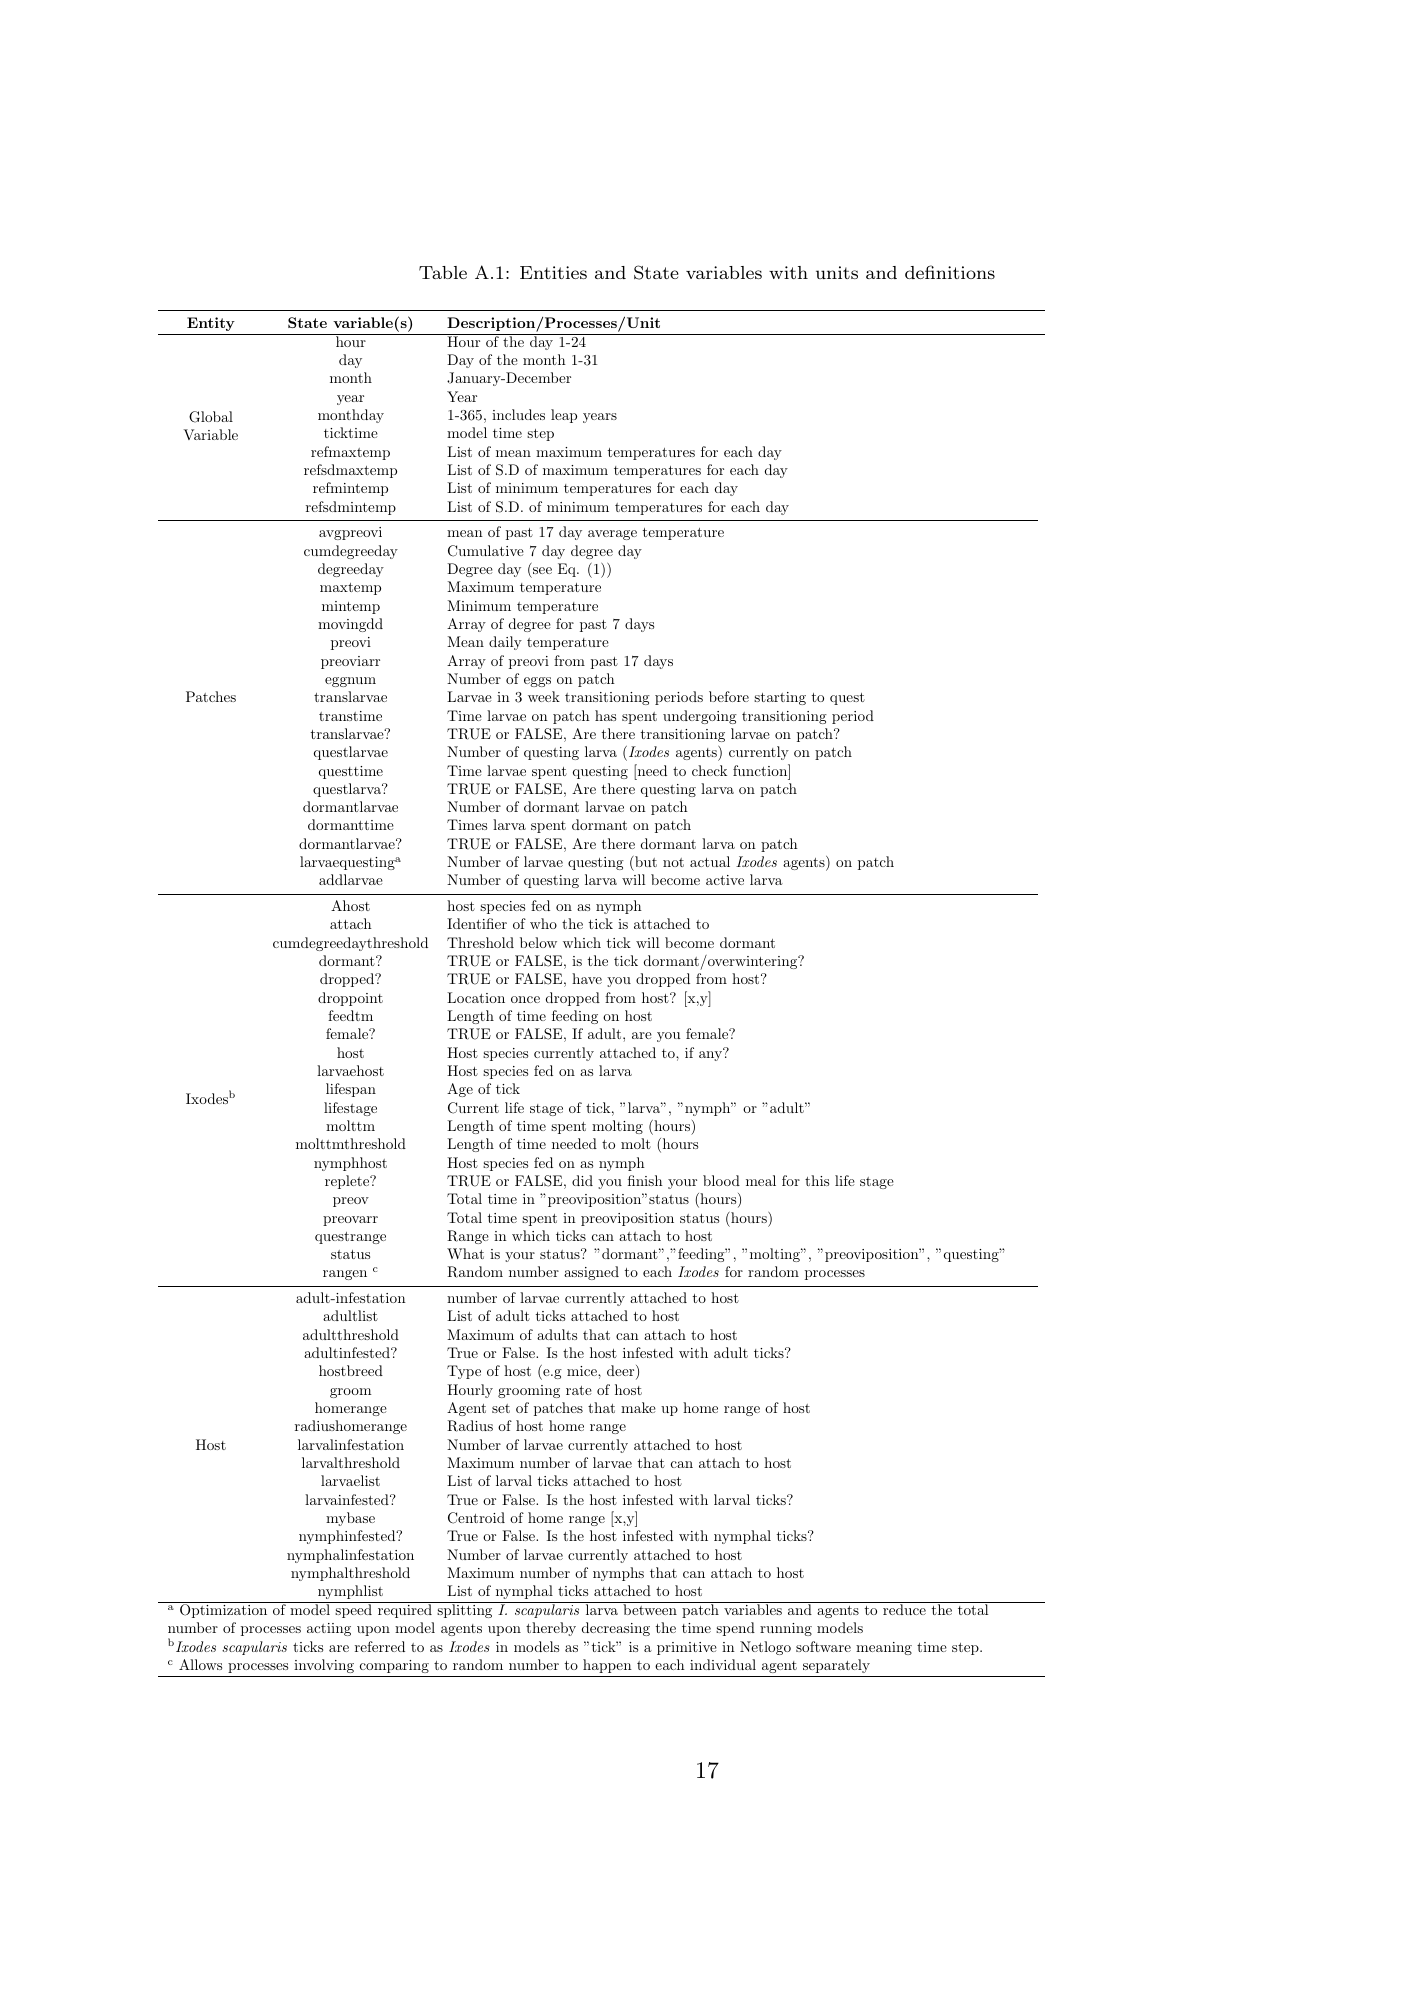 Table A.1: Entities and State variables with units and definitions
Entity State variable(s) Description/Processes/Unit
hour Hour of the day 1-24
day Day of the month 1-31
month January-December
year Year
Global
Variable
monthday 1-365, includes leap years
ticktime model time step
refmaxtemp List of mean maximum temperatures for each day
refsdmaxtemp List of S.D of maximum temperatures for each day
refmintemp List of minimum temperatures for each day
refsdmintemp List of S.D. of minimum temperatures for each day
avgpreovi mean of past 17 day average temperature
cumdegreeday Cumulative 7 day degree day
degreeday Degree day (see Eq. (1))
maxtemp Maximum temperature
mintemp Minimum temperature
movingdd Array of degree for past 7 days
preovi Mean daily temperature
preoviarr Array of preovi from past 17 days
eggnum Number of eggs on patch
Patches translarvae Larvae in 3 week transitioning periods before starting to quest
transtime Time larvae on patch has spent undergoing transitioning period
translarvae? TRUE or FALSE, Are there transitioning larvae on patch?
questlarvae Number of questing larva (Ixodes agents) currently on patch
questtime Time larvae spent questing [need to check function]
questlarva? TRUE or FALSE, Are there questing larva on patch
dormantlarvae Number of dormant larvae on patch
dormanttime Times larva spent dormant on patch
dormantlarvae? TRUE or FALSE, Are there dormant larva on patch
larvaequestingᵃ Number of larvae questing (but not actual Ixodes agents) on patch
addlarvae Number of questing larva will become active larva
Ahost host species fed on as nymph
attach Identifier of who the tick is attached to
cumdegreedaythreshold Threshold below which tick will become dormant
dormant? TRUE or FALSE, is the tick dormant/overwintering?
dropped? TRUE or FALSE, have you dropped from host?
droppoint Location once dropped from host? [x,y]
feedtm Length of time feeding on host
female? TRUE or FALSE, If adult, are you female?
host Host species currently attached to, if any?
larvaehost Host species fed on as larva
lifespan Age of tick
Ixodesᵇ
lifestage Current life stage of tick, ”larva”, ”nymph” or ”adult”
molttm Length of time spent molting (hours)
molttmthreshold Length of time needed to molt (hours
nymphhost Host species fed on as nymph
replete? TRUE or FALSE, did you finish your blood meal for this life stage
preov Total time in ”preoviposition”status (hours)
preovarr Total time spent in preoviposition status (hours)
questrange Range in which ticks can attach to host
status What is your status? ”dormant”,”feeding”, ”molting”, ”preoviposition”, ”questing”
rangen ᶜ Random number assigned to each Ixodes for random processes
adult-infestation number of larvae currently attached to host
adultlist List of adult ticks attached to host
adultthreshold Maximum of adults that can attach to host
adultinfested? True or False. Is the host infested with adult ticks?
hostbreed Type of host (e.g mice, deer)
groom Hourly grooming rate of host
homerange Agent set of patches that make up home range of host
radiushomerange Radius of host home range
Host larvalinfestation Number of larvae currently attached to host
larvalthreshold Maximum number of larvae that can attach to host
larvaelist List of larval ticks attached to host
larvainfested? True or False. Is the host infested with larval ticks?
mybase Centroid of home range [x,y]
nymphinfested? True or False. Is the host infested with nymphal ticks?
nymphalinfestation Number of larvae currently attached to host
nymphalthreshold Maximum number of nymphs that can attach to host
nymphlist List of nymphal ticks attached to host
ᵃ Optimization of model speed required splitting I. scapularis larva between patch variables and agents to reduce the total
number of processes actiing upon model agents upon thereby decreasing the time spend running models
ᵇIxodes scapularis ticks are referred to as Ixodes in models as ”tick” is a primitive in Netlogo software meaning time step.
ᶜ Allows processes involving comparing to random number to happen to each individual agent separately
17